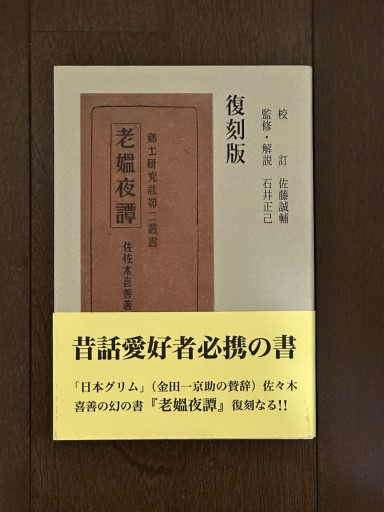 復刻版
校訂 佐藤誠輔
監修・解説 石井正己
郷土研究社第二叢書
老媼夜譚
佐佐木喜善著
昔話愛好者必携の書
「日本グリム」(金田一京助の賛辞)佐々木
喜善の幻の書『老媼夜譚』復刻なる!!